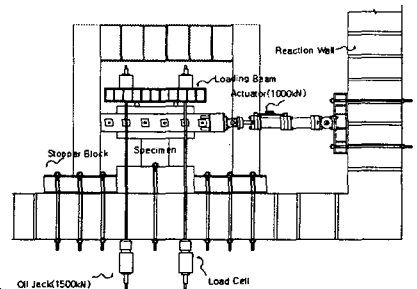 Reaction Wall
Loading Beam
Actuator(1000kN)
Stopper Block
Specimen
Oil Jack(1500kN)
Load Cell